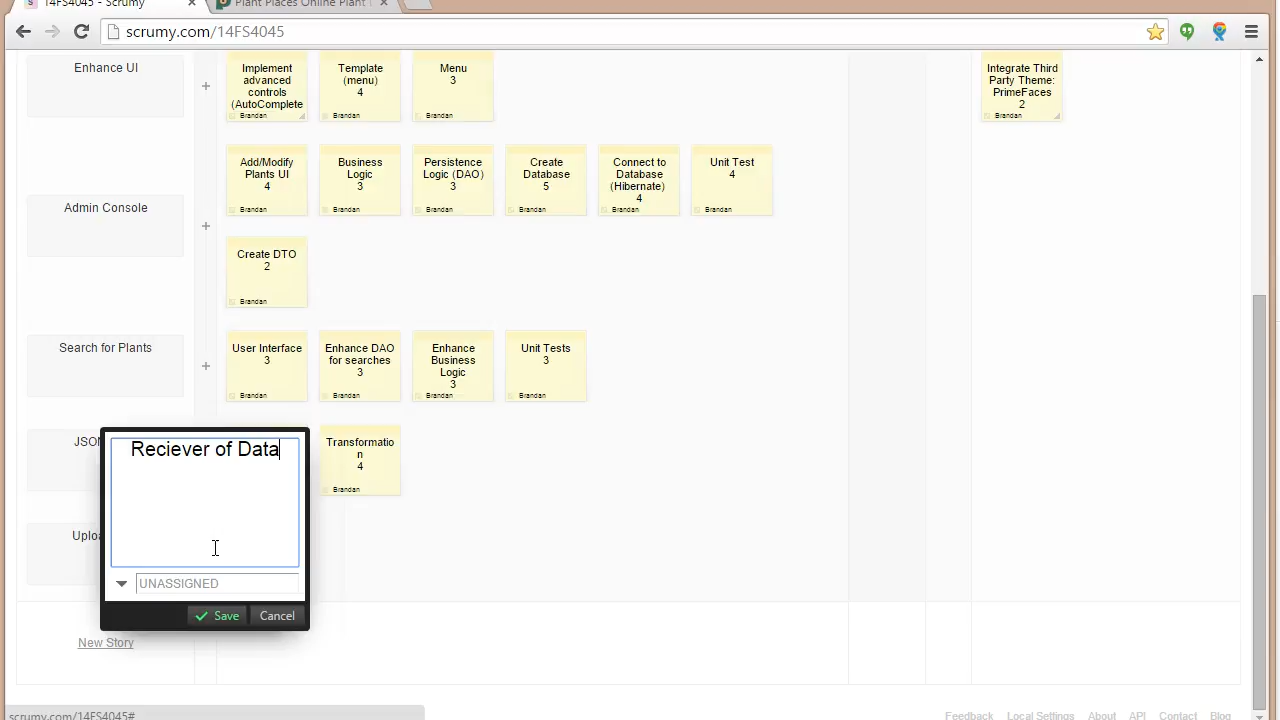 14FS4045 - Scrumy
Plant Places Online Plant
scrumy.com/14FS4045
Enhance UI
+
Implement
advanced
controls
(AutoComplete
Brandan
Template
(menu)
4
Brandan
Menu
3
Brandan
Integrate Third
Party Theme:
PrimeFaces
2
Brandan
Admin Console
+
Add/Modify
Plants UI
4
Brandan
Business
Logic
3
Brandan
Persistence
Logic (DAO)
3
Brandan
Create
Database
5
Brandan
Connect to
Database
(Hibernate)
4
Brandan
Unit Test
4
Brandan
Create DTO
2
Brandan
Search for Plants
+
User Interface
3
Brandan
Enhance DAO
for searches
3
Brandan
Enhance
Business
Logic
3
Brandan
Unit Tests
3
Brandan
JSON
Transformatio
n
4
Brandan
Reciever of Data
UNASSIGNED
Save
Cancel
New Story
Feedback
Local Settings
About
API
Contact
Blog
scrumy.com/14FS4045#